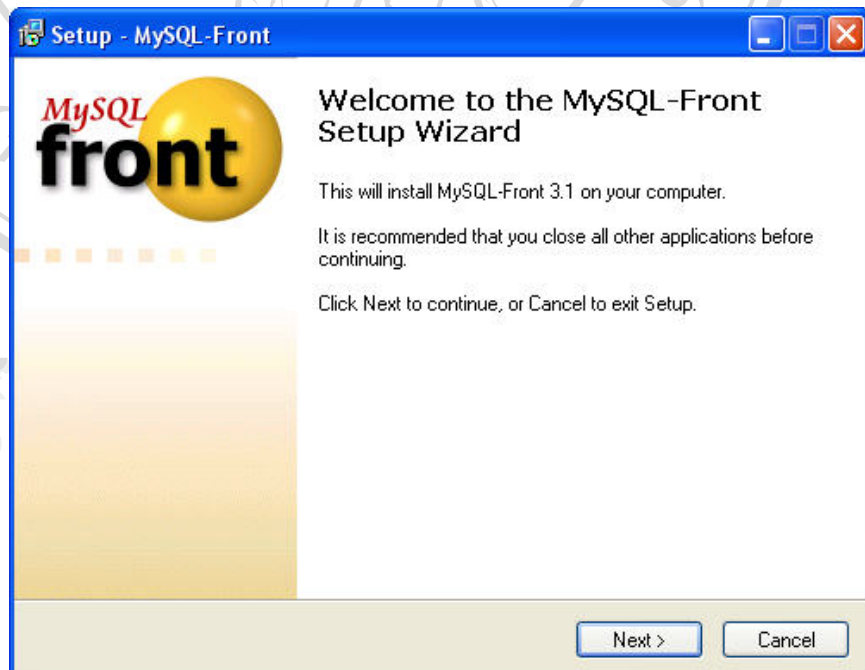 Setup - MySQL-Front
MySQL
front
Welcome to the MySQL-Front
Setup Wizard
This will install MySQL-Front 3.1 on your computer.
It is recommended that you close all other applications before
continuing.
Click Next to continue, or Cancel to exit Setup.
Next >
Cancel